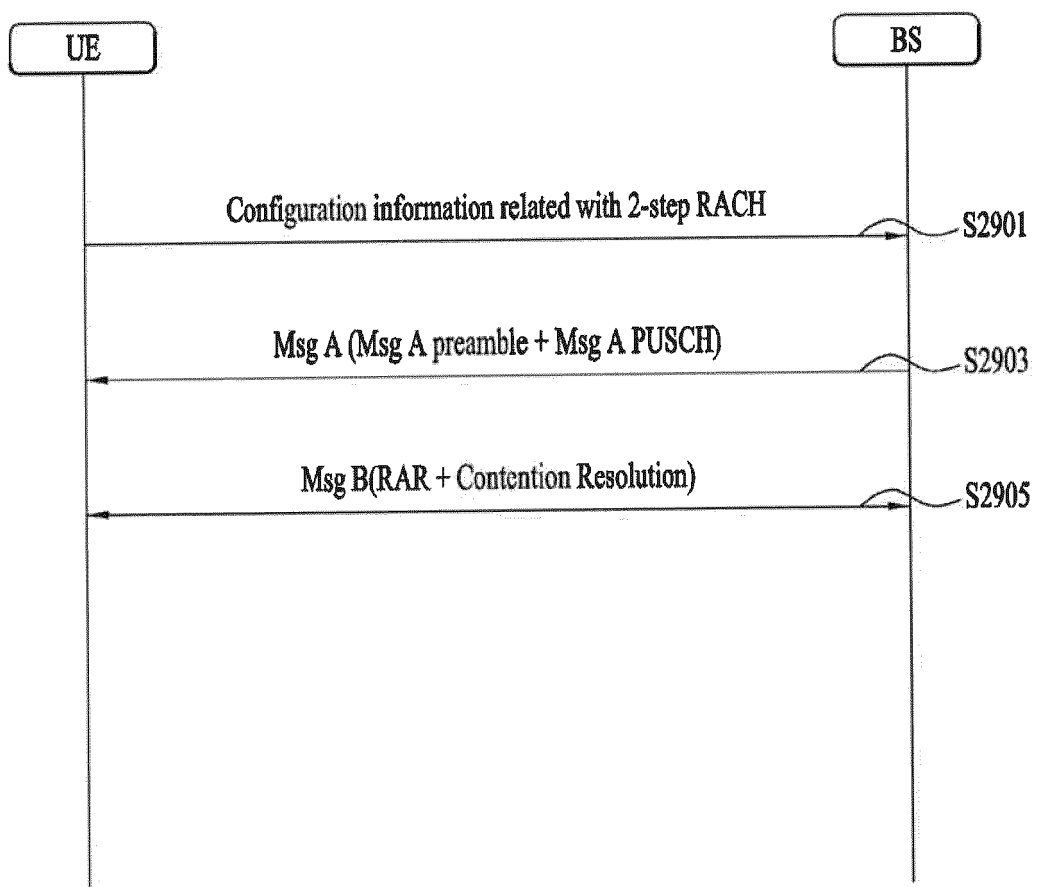 UE
BS
Configuration information related with 2-step RACH
S2901
Msg A (Msg A preamble + Msg A PUSCH)
S2903
Msg B(RAR + Contention Resolution)
S2905